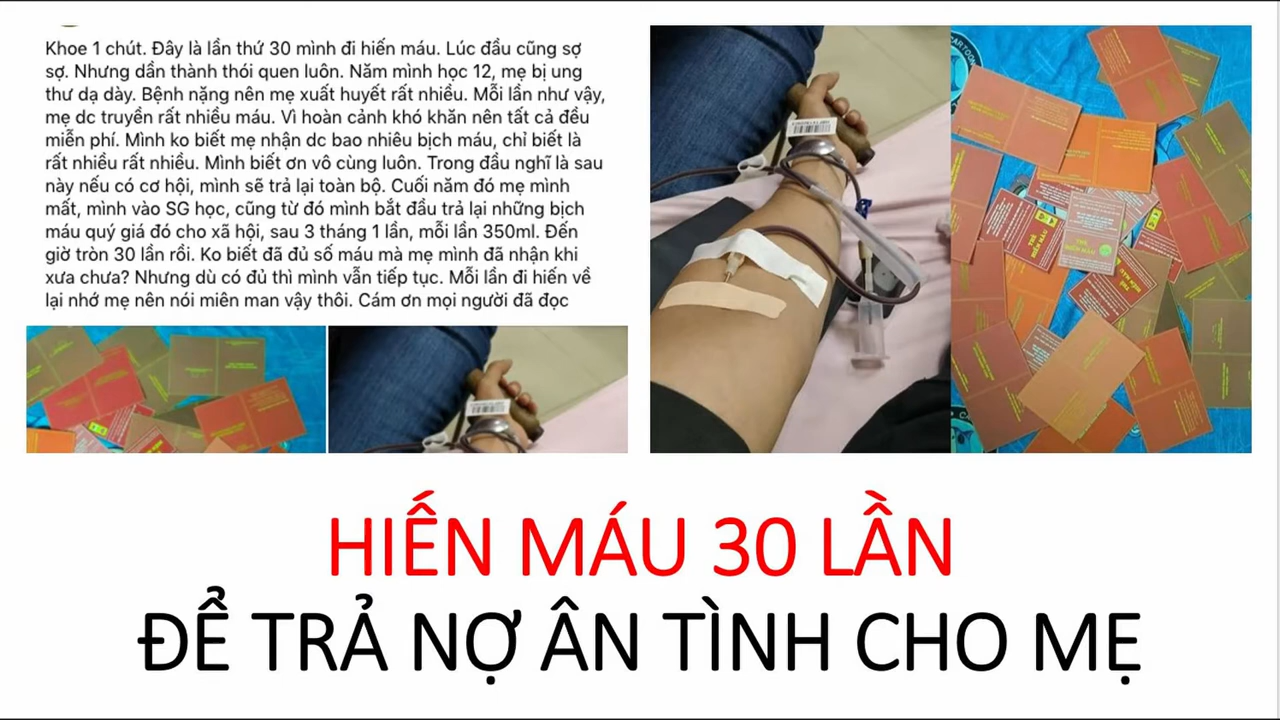 Khoe 1 chút. Đây là lần thứ 30 mình đi hiến máu. Lúc đầu cũng sợ
sợ. Nhưng dần thành thói quen luôn. Năm mình học 12, mẹ bị ung
thư dạ dày. Bệnh nặng nên mẹ xuất huyết rất nhiều. Mỗi lần như vậy,
mẹ dc truyền rất nhiều máu. Vì hoàn cảnh khó khăn nên tất cả đều
miễn phí. Mình ko biết mẹ nhận dc bao nhiêu bịch máu, chỉ biết là
rất nhiều rất nhiều. Mình biết ơn vô cùng luôn. Trong đầu nghĩ là sau
này nếu có cơ hội, mình sẽ trả lại toàn bộ. Cuối năm đó mẹ mình
mất, mình vào SG học, cũng từ đó mình bắt đầu trả lại những bịch
máu quý giá đó cho xã hội, sau 3 tháng 1 lần, mỗi lần 350ml. Đến
giờ tròn 30 lần rồi. Ko biết đã đủ số máu mà mẹ mình đã nhận khi
xưa chưa? Nhưng dù có đủ thì mình vẫn tiếp tục. Mỗi lần đi hiến về
lại nhớ mẹ nên nói miên man vậy thôi. Cám ơn mọi người đã đọc
CARTOON
THẺ
HIẾN MÁU
HIẾN MÁU 30 LẦN
ĐỂ TRẢ NỢ ÂN TÌNH CHO MẸ